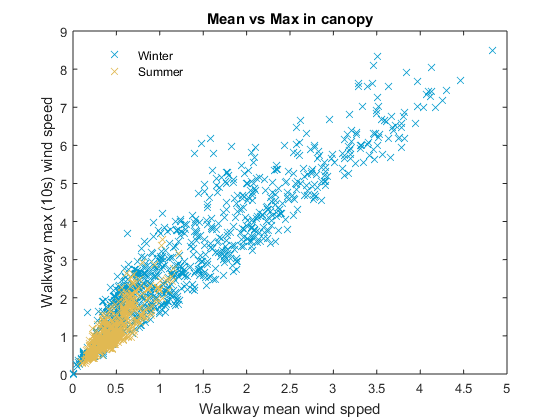 Mean vs Max in canopy
Winter
Summer
Walkway max (10s) wind speed
9
8
7
6
5
4
3
2
1
0
0 0.5 1 1.5 2 2.5 3 3.5 4 4.5 5
Walkway mean wind spped